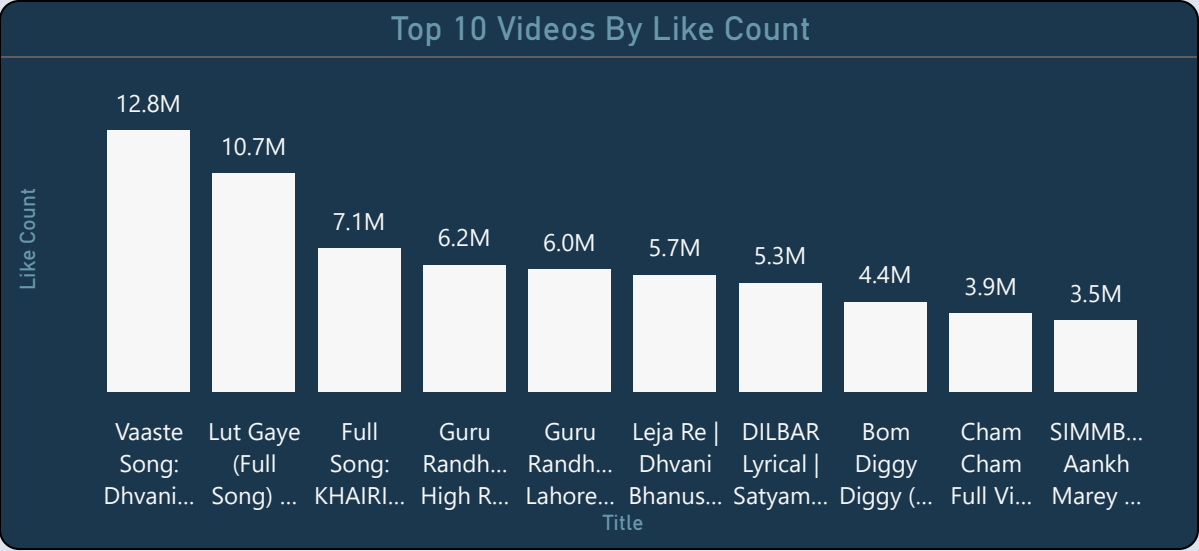 Top 10 Videos By Like Count
Like Count
12.8M
10.7M
7.1M
6.2M
6.0M
5.7M
5.3M
4.4M
3.9M
3.5M
Vaaste
Song:
Dhvani...
Lut Gaye
(Full
Song) ...
Full
Song:
KHAIRI...
Guru
Randh...
High R...
Guru
Randh...
Lahore...
Leja Re |
Dhvani
Bhanus...
DILBAR
Lyrical |
Satyam...
Bom
Diggy
Diggy (...
Cham
Cham
Full Vi...
SIMMB...
Aankh
Marey ...
Title